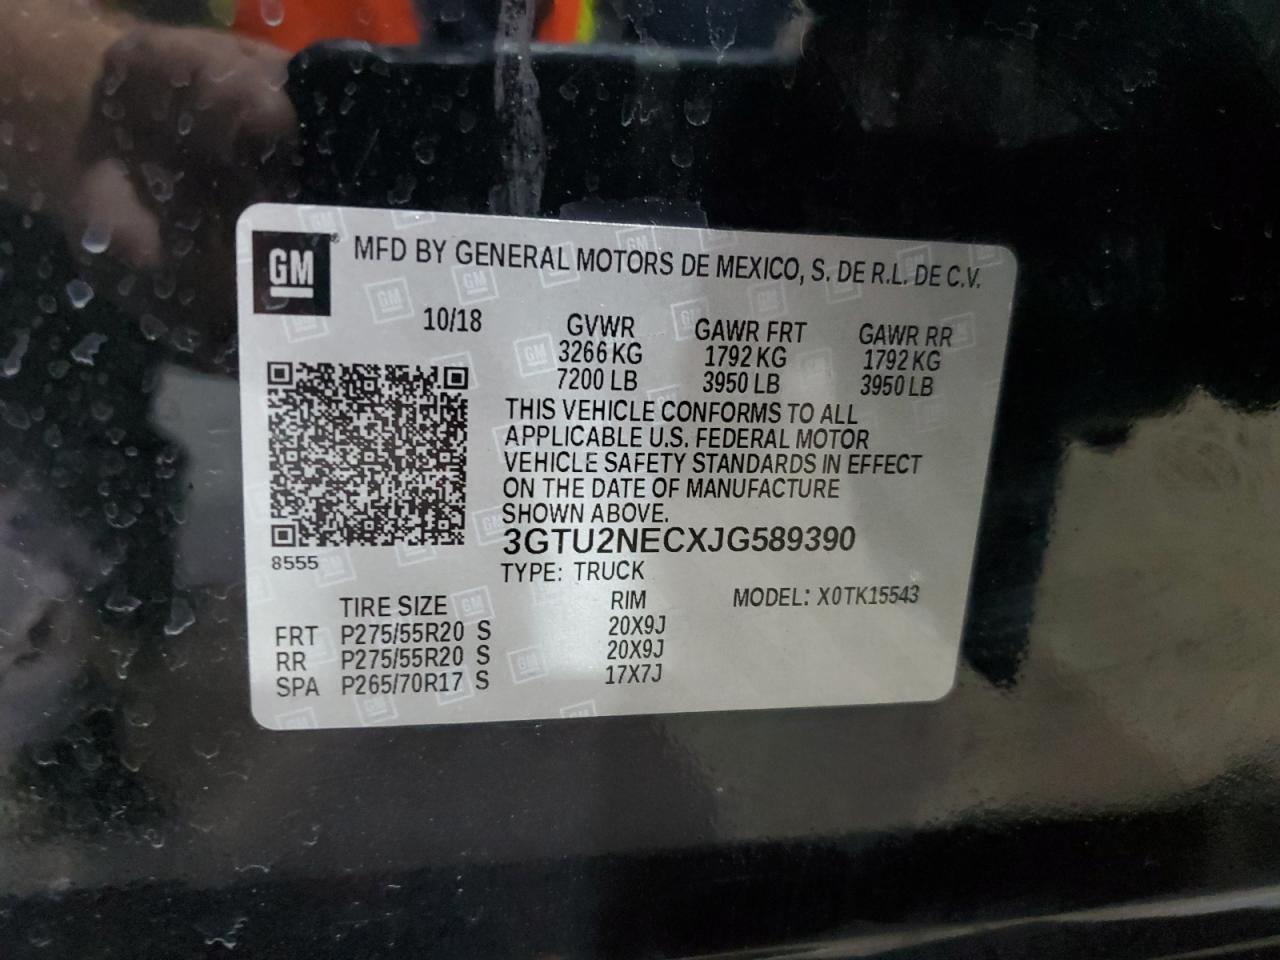 GM® MFD BY GENERAL MOTORS DE MEXICO, S. DE R.L. DE C.V.
10/18 GVWR GAWR FRT GAWR RR
3266 KG 1792 KG 1792 KG
7200 LB 3950 LB 3950 LB
THIS VEHICLE CONFORMS TO ALL
APPLICABLE U.S. FEDERAL MOTOR
VEHICLE SAFETY STANDARDS IN EFFECT
ON THE DATE OF MANUFACTURE
SHOWN ABOVE.
3GTU2NECXJG589390
8555
TYPE: TRUCK
TIRE SIZE RIM MODEL: X0TK15543
FRT P275/55R20 S 20X9J
RR P275/55R20 S 20X9J
SPA P265/70R17 S 17X7J